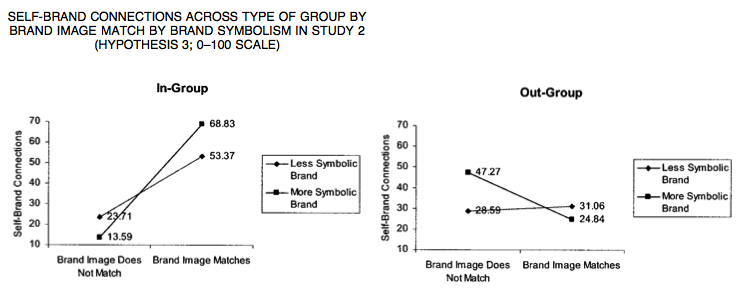 SELF-BRAND CONNECTIONS ACROSS TYPE OF GROUP BY
BRAND IMAGE MATCH BY BRAND SYMBOLISM IN STUDY 2
(HYPOTHESIS 3; 0–100 SCALE)
In-Group
Self-Brand Connections
70
60
50
40
30
20
10
68.83
53.37
23.71
13.59
Brand Image Does
Not Match
Brand Image Matches
Less Symbolic
Brand
More Symbolic
Brand
Out-Group
Self-Brand Connections
70
60
50
40
30
20
10
47.27
28.59
31.06
24.84
Brand Image Does
Not Match
Brand Image Matches
Less Symbolic
Brand
More Symbolic
Brand